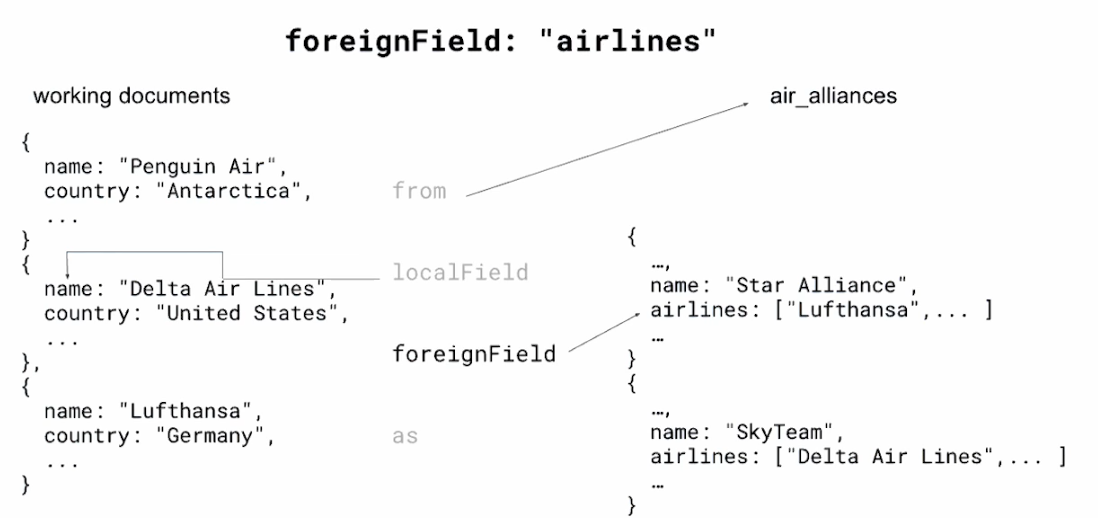 foreignField: "airlines"
working documents
{
name: "Penguin Air",
country: "Antarctica",
...
}
{
name: "Delta Air Lines",
country: "United States",
...
},
{
name: "Lufthansa",
country: "Germany",
...
}
from
localField
foreignField
as
air_alliances
{
…,
name: "Star Alliance",
airlines: ["Lufthansa",... ]
…
}
{
…,
name: "SkyTeam",
airlines: ["Delta Air Lines",... ]
…
}